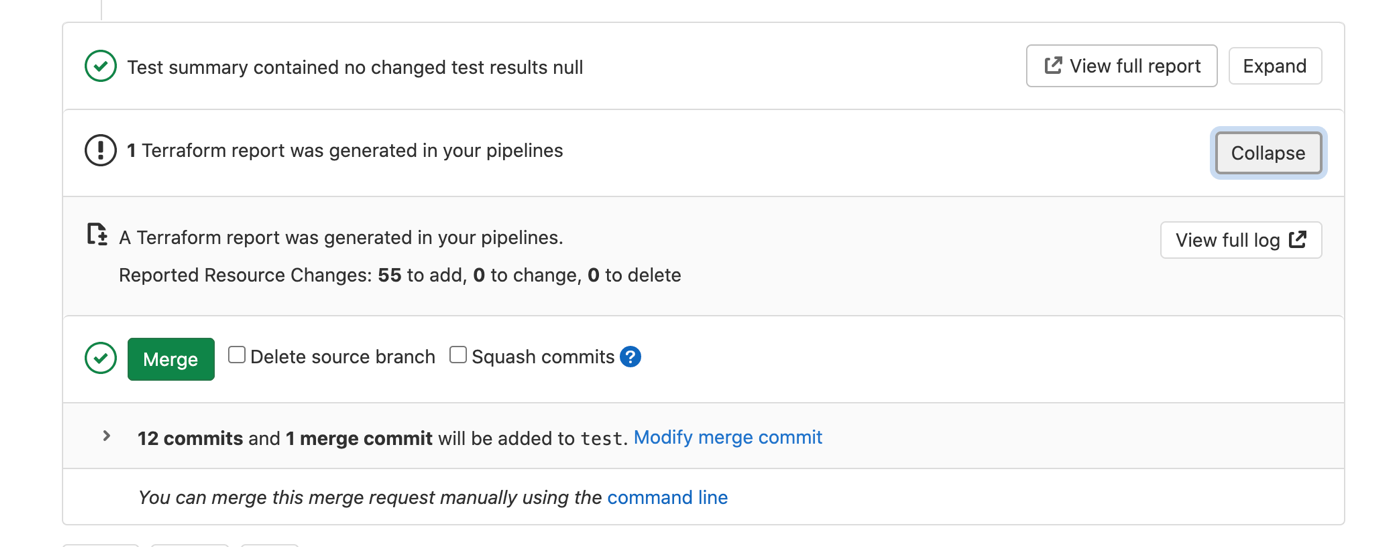 Test summary contained no changed test results null
View full report
Expand
1 Terraform report was generated in your pipelines
Collapse
A Terraform report was generated in your pipelines.
View full log
Reported Resource Changes: 55 to add, 0 to change, 0 to delete
Merge
Delete source branch
Squash commits
?
12 commits and 1 merge commit will be added to test. Modify merge commit
You can merge this merge request manually using the command line